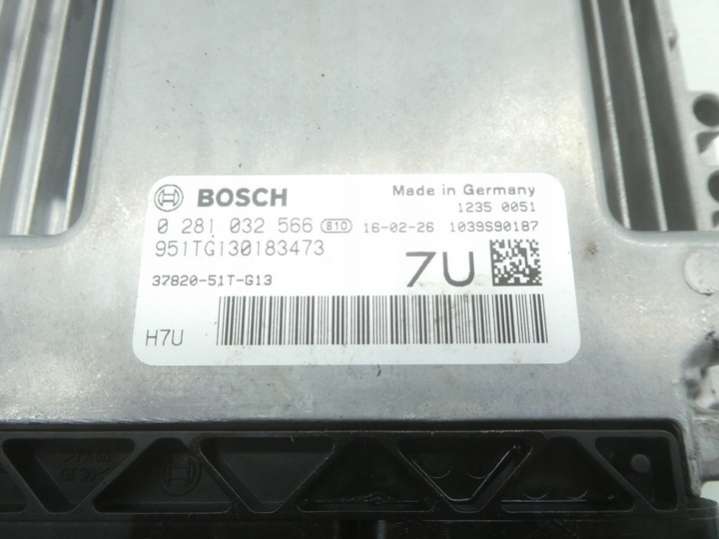 BOSCH
Made in Germany
1235 0051
0 281 032 566 B10 16-02-26 1039S90187
951TG130183473
7U
37820-51T-G13
H7U